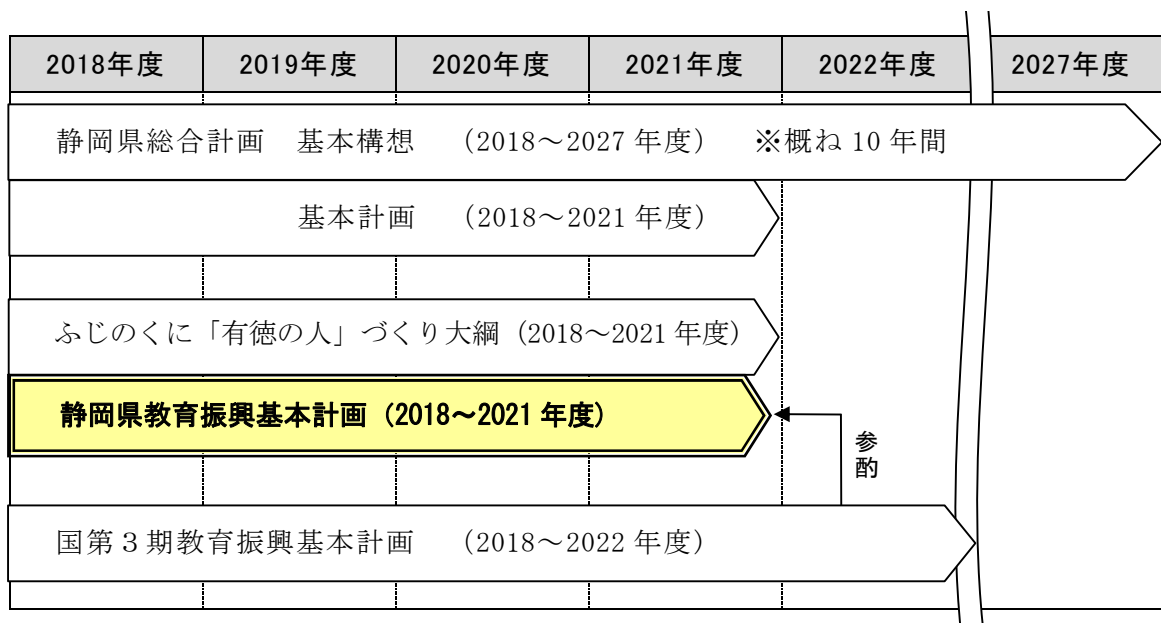 2018年度 2019年度 2020年度 2021年度 2022年度 2027年度
静岡県総合計画 基本構想 （2018～2027 年度） ※概ね 10 年間
基本計画 （2018～2021 年度）
ふじのくに「有徳の人」づくり大綱（2018～2021 年度）
静岡県教育振興基本計画（2018～2021 年度）
参酌
国第３期教育振興基本計画 （2018～2022 年度）